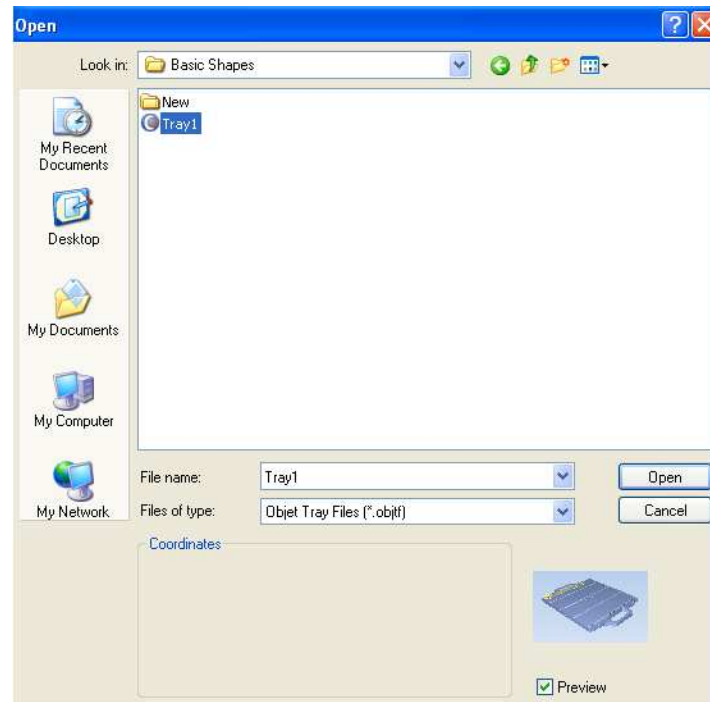 Open
Look in: Basic Shapes
New
Tray1
My Recent
Documents
Desktop
My Documents
My Computer
My Network
File name: Tray1 Open
Files of type: Objet Tray Files (*.objtf) Cancel
Coordinates
Preview